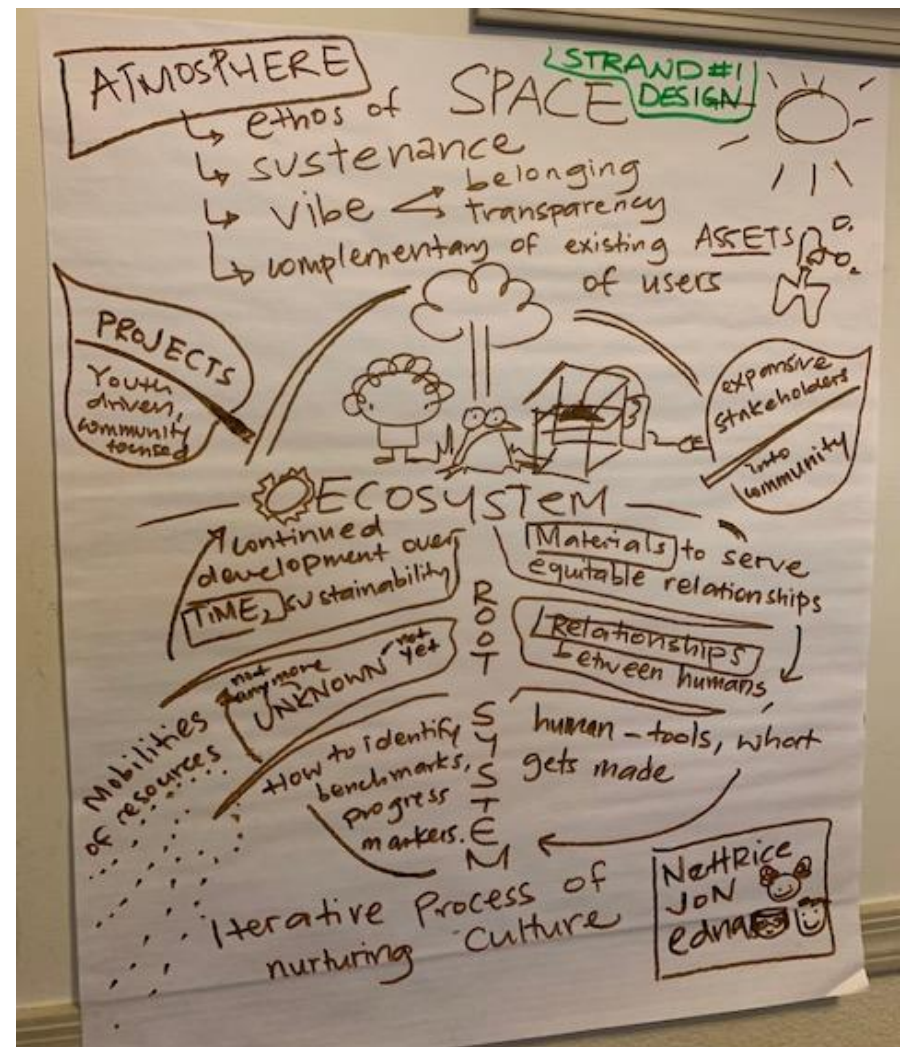 ATMOSPHERE
STRAND #1
DESIGN
SPACE
↳ ethos of
↳ sustenance
↳ vibe < belonging
transparency
↳ complementary of existing ASSETS
of users
PROJECTS
Youth
driven,
community
focused
expansive
stakeholders
into
community
ECOSYSTEM
continued
development over
TIME, sustainability
Materials to serve
equitable relationships
ROOT SYSTEM
not anymore
UNKNOWN
not yet
Relationships
between humans
Mobilities
of resources
How to identify
benchmarks,
progress
markers.
human-tools, what
gets made
Iterative Process of
nurturing culture
NettRice
JON
edna